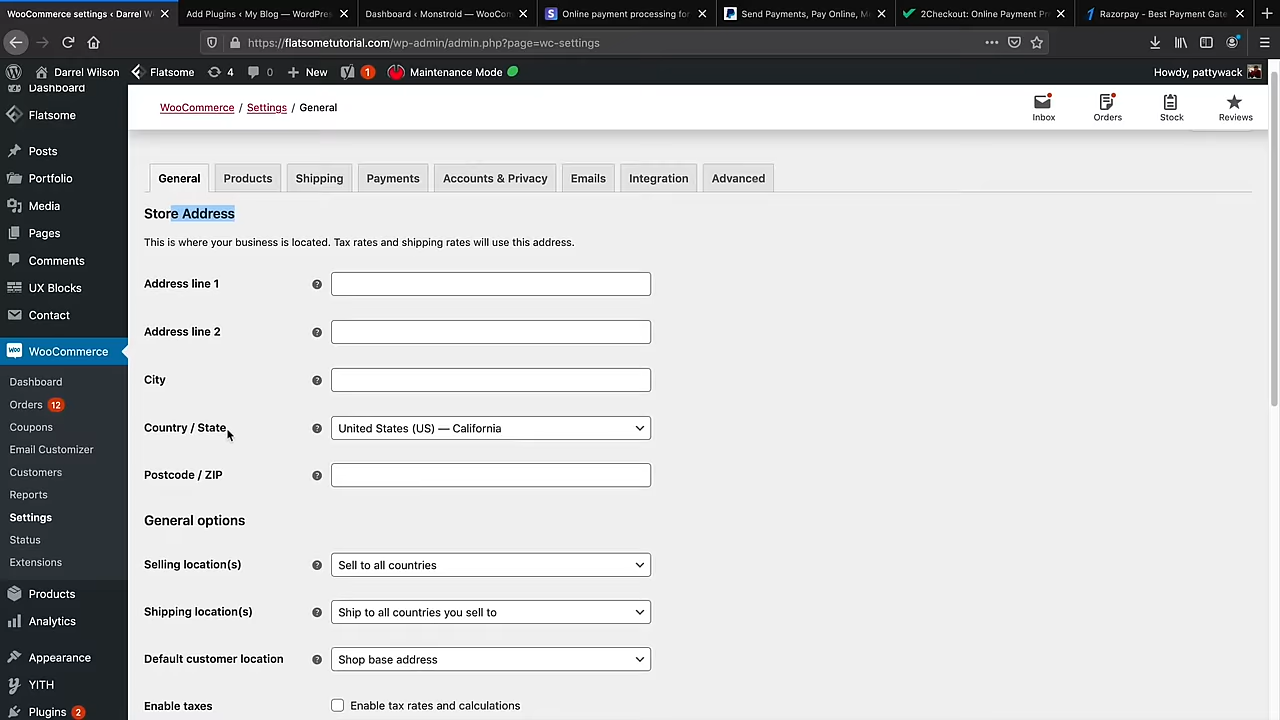 WooCommerce settings ‹ Darrel W
Add Plugins ‹ My Blog — WordPres
Dashboard ‹ Monstroid — WooCom
Online payment processing for
Send Payments, Pay Online, M
2Checkout: Online Payment Pr
Razorpay - Best Payment Gate
https://flatsometutorial.com/wp-admin/admin.php?page=wc-settings
Darrel Wilson
Flatsome
4
0
New
1
Maintenance Mode
Howdy, pattywack
Dashboard
Flatsome
Posts
Portfolio
Media
Pages
Comments
UX Blocks
Contact
WooCommerce
Dashboard
Orders 12
Coupons
Email Customizer
Customers
Reports
Settings
Status
Extensions
Products
Analytics
Appearance
YITH
Plugins 2
WooCommerce / Settings / General
Inbox
Orders
Stock
Reviews
General
Products
Shipping
Payments
Accounts & Privacy
Emails
Integration
Advanced
Store Address
This is where your business is located. Tax rates and shipping rates will use this address.
Address line 1
Address line 2
City
Country / State
United States (US) — California
Postcode / ZIP
General options
Selling location(s)
Sell to all countries
Shipping location(s)
Ship to all countries you sell to
Default customer location
Shop base address
Enable taxes
Enable tax rates and calculations